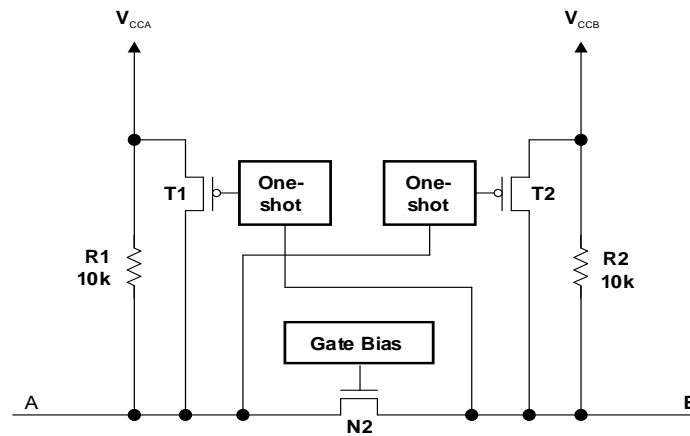 VCCA
VCCB
One-
shot
One-
shot
T1
T2
R1
10k
R2
10k
Gate Bias
A
B
N2